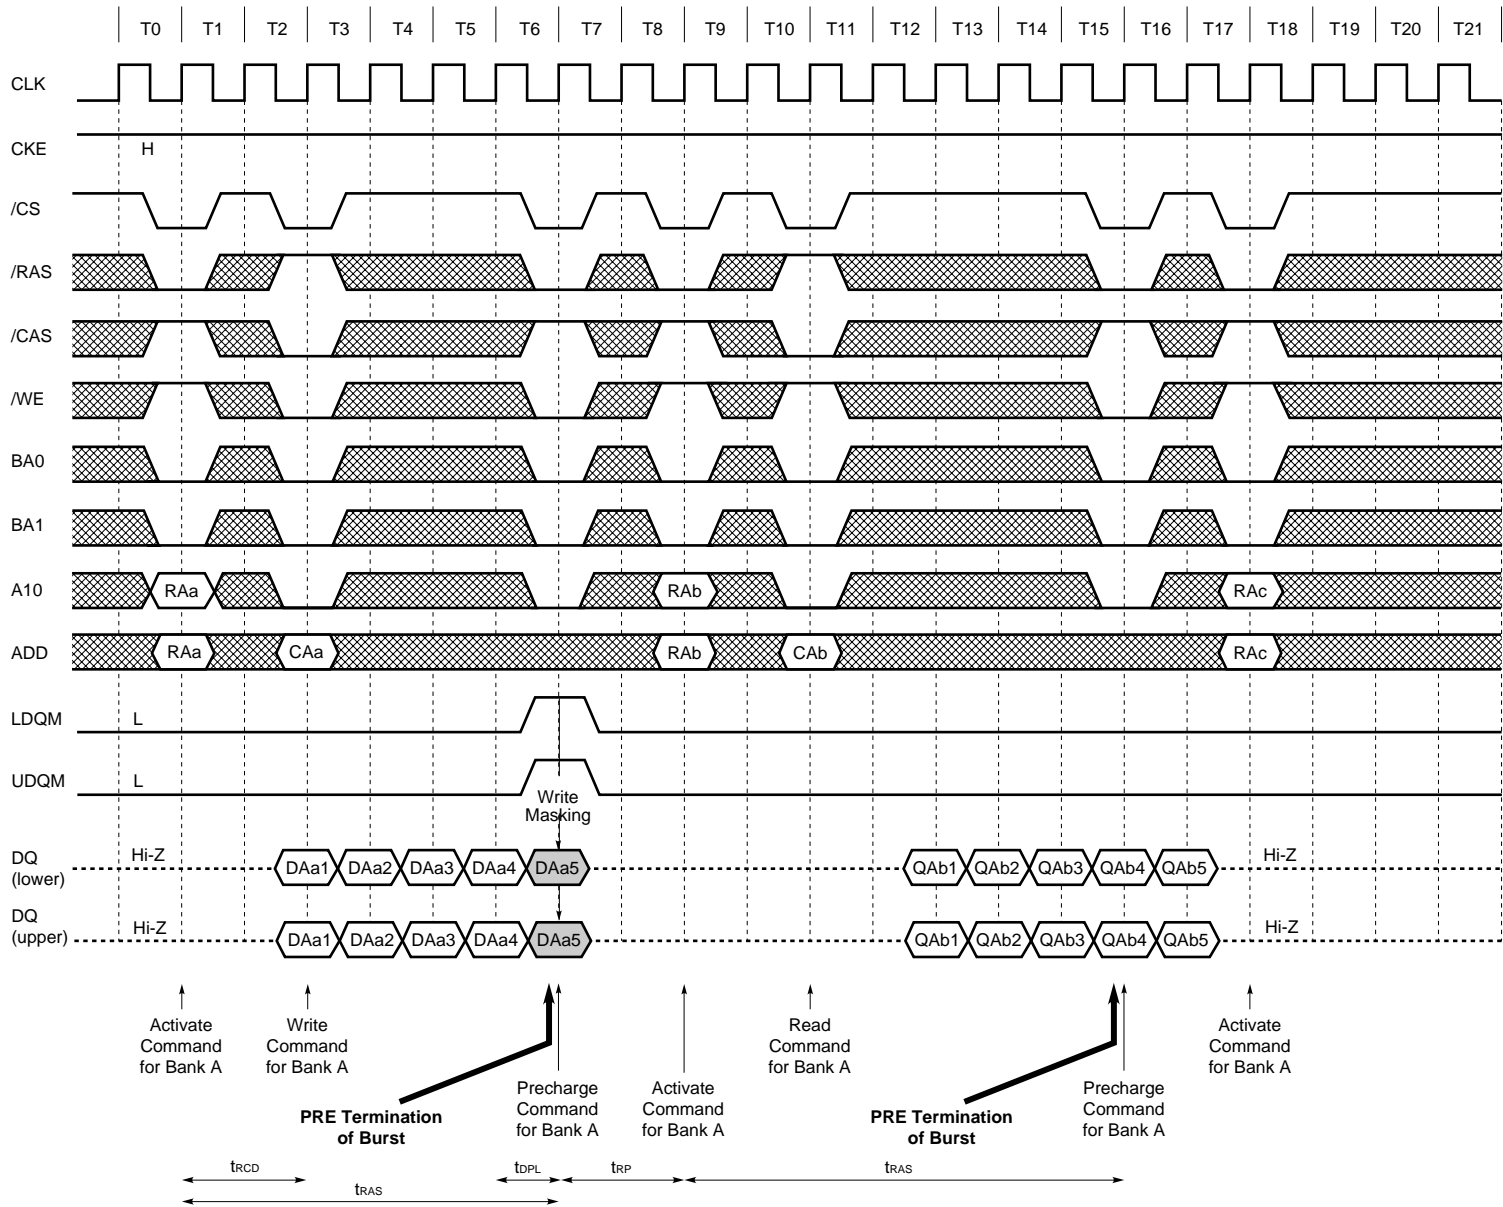 T0 T1 T2 T3 T4 T5 T6 T7 T8 T9 T10 T11 T12 T13 T14 T15 T16 T17 T18 T19 T20 T21
CLK
CKE H
/CS
/RAS
/CAS
/WE
BA0
BA1
A10 RAa RAb RAc
ADD RAa CAa RAb CAb RAc
LDQM L
UDQM L
Write
Masking
DQ
(lower)
Hi-Z DAa1 DAa2 DAa3 DAa4 DAa5 QAb1 QAb2 QAb3 QAb4 QAb5 Hi-Z
DQ
(upper)
Hi-Z DAa1 DAa2 DAa3 DAa4 DAa5 QAb1 QAb2 QAb3 QAb4 QAb5 Hi-Z
Activate
Command
for Bank A
Write
Command
for Bank A
PRE Termination
of Burst
Precharge
Command
for Bank A
Activate
Command
for Bank A
Read
Command
for Bank A
PRE Termination
of Burst
Precharge
Command
for Bank A
Activate
Command
for Bank A
tRCD tDPL tRP tRAS
tRAS